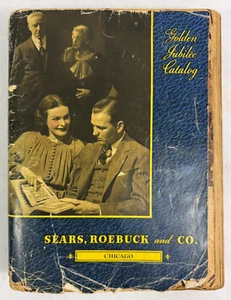 Golden
Jubilee
Catalog
SEARS, ROEBUCK and CO.
CHICAGO